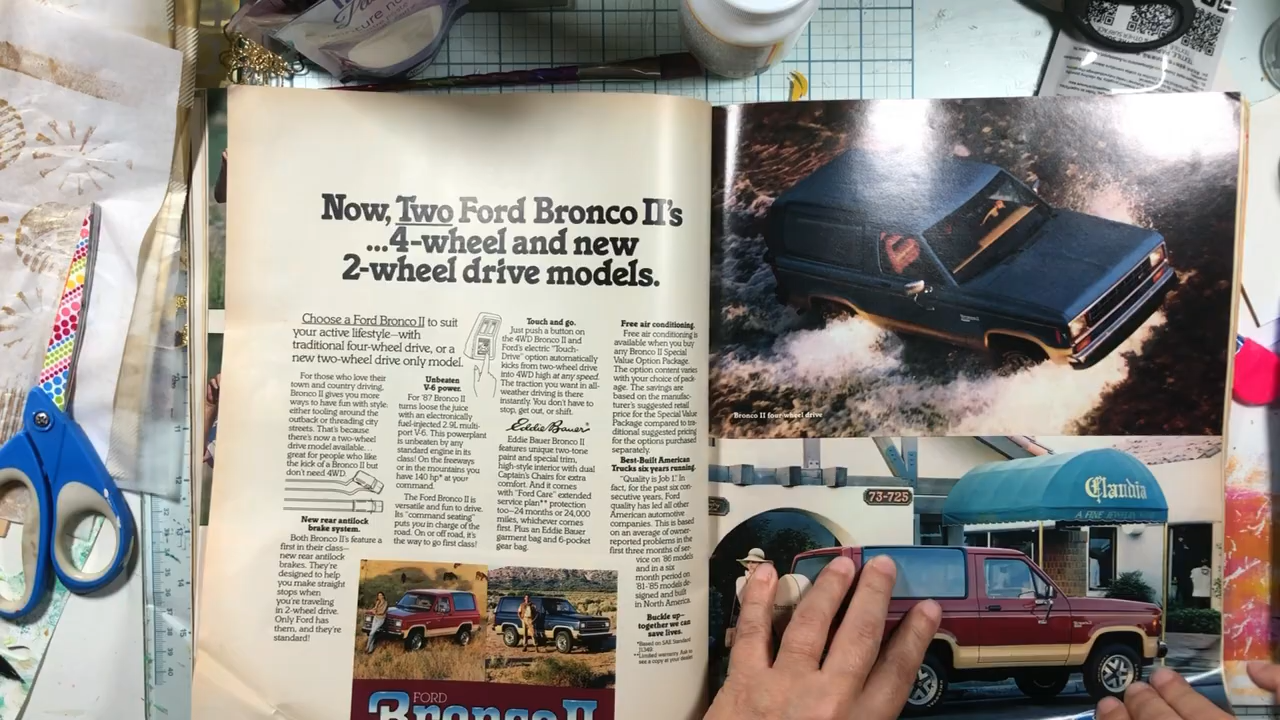 Now, Two Ford Bronco II's
...4-wheel and new
2-wheel drive models.
Choose a Ford Bronco II to suit
your active lifestyle—with
traditional four-wheel drive, or a
new two-wheel drive only model.
For those who love their
town and country driving,
Bronco II gives you more
ways to have fun with style:
either tooling around the
outback or threading city
streets. That's because
there's now a two-wheel
drive model available...
great for people who like
the kick of a Bronco II but
don't need 4WD.
New rear antilock
brake system.
Both Bronco II's feature a
first in their class—
new rear antilock
brakes. They're
designed to help
you make straight
stops when
you're traveling
in 2-wheel drive.
Only Ford has
them, and they're
standard!
Unbeaten
V-6 power.
For '87 Bronco II
turns loose the juice
with an electronically
fuel-injected 2.9L multi-
port V-6. This powerplant
is unbeaten by any
standard engine in its
class! On the freeways
or in the mountains you
have 140 hp* at your
command.
The Ford Bronco II is
versatile and fun to drive.
Its "command seating"
puts you in charge of the
road. On or off road, it's
the way to go first class!
Touch and go.
Just push a button on
the 4WD Bronco II and
Ford's electric "Touch-
Drive" option automatically
kicks from two-wheel drive
into 4WD high at any speed.
The traction you want in all-
weather driving is there
instantly. You don't have to
stop, get out, or shift.
Eddie Bauer
Eddie Bauer Bronco II
features unique two-tone
paint and special trim,
high-style interior with dual
Captain's Chairs for extra
comfort. And it comes
with "Ford Care" extended
service plan** protection
too—24 months or 24,000
miles, whichever comes
first. Plus an Eddie Bauer
garment bag and 6-pocket
gear bag.
Free air conditioning.
Free air conditioning is
available when you buy
any Bronco II Special
Value Option Package.
The option content varies
with your choice of pack-
age. The savings are
based on the manufac-
turer's suggested retail
price for the Special Value
Package compared to tra-
ditional suggested pricing
for the options purchased
separately.
Best-Built American
Trucks six years running.
"Quality is Job 1." In
fact, for the past six con-
secutive years, Ford
quality has led all other
American automotive
companies. This is based
on an average of owner-
reported problems in the
first three months of ser-
vice on '86 models
and in a six
month period on
'81-'85 models de-
signed and built
in North America.
Buckle up—
together we can
save lives.
*Based on SAE Standard
J1349.
**Limited warranty. Ask to
see a copy at your dealer.
FORD
Bronco II
Bronco II four-wheel drive
73-725
Claudia
A FINE JEWELRY